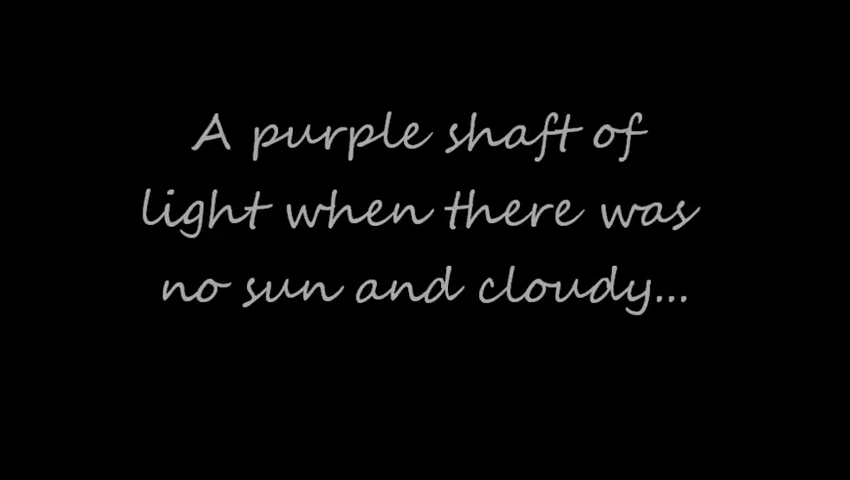 A purple shaft of
light when there was
no sun and cloudy...